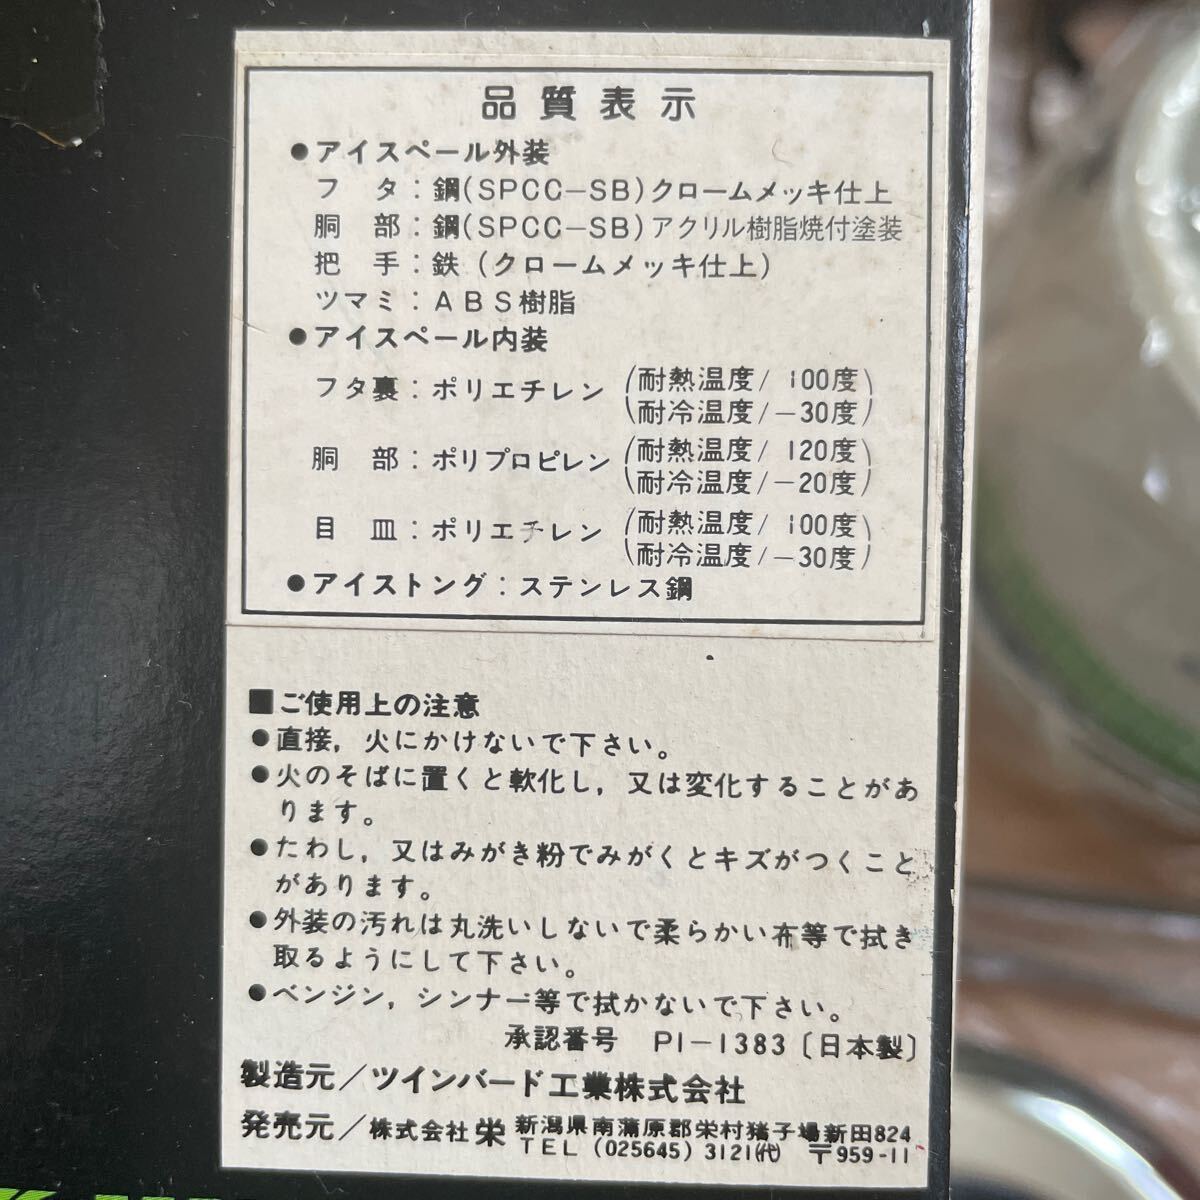 品質表示
●アイスペール外装
フタ：鋼(SPCC−SB)クロームメッキ仕上
胴部：鋼(SPCC−SB)アクリル樹脂焼付塗装
把手：鉄(クロームメッキ仕上)
ツマミ：ABS樹脂
●アイスペール内装
フタ裏：ポリエチレン(耐熱温度/100度)
(耐冷温度/−30度)
胴部：ポリプロピレン(耐熱温度/120度)
(耐冷温度/−20度)
目皿：ポリエチレン(耐熱温度/100度)
(耐冷温度/−30度)
●アイストング：ステンレス鋼
■ご使用上の注意
●直接，火にかけないで下さい。
●火のそばに置くと軟化し，又は変化することがあ
ります。
●たわし，又はみがき粉でみがくとキズがつくこと
があります。
●外装の汚れは丸洗いしないで柔らかい布等で拭き
取るようにして下さい。
●ベンジン，シンナー等で拭かないで下さい。
承認番号　PI−1383〔日本製〕
製造元／ツインバード工業株式会社
発売元／株式会社栄 新潟県南蒲原郡栄村猪子場新田824
TEL (025645) 3121㈹ 〒959-11